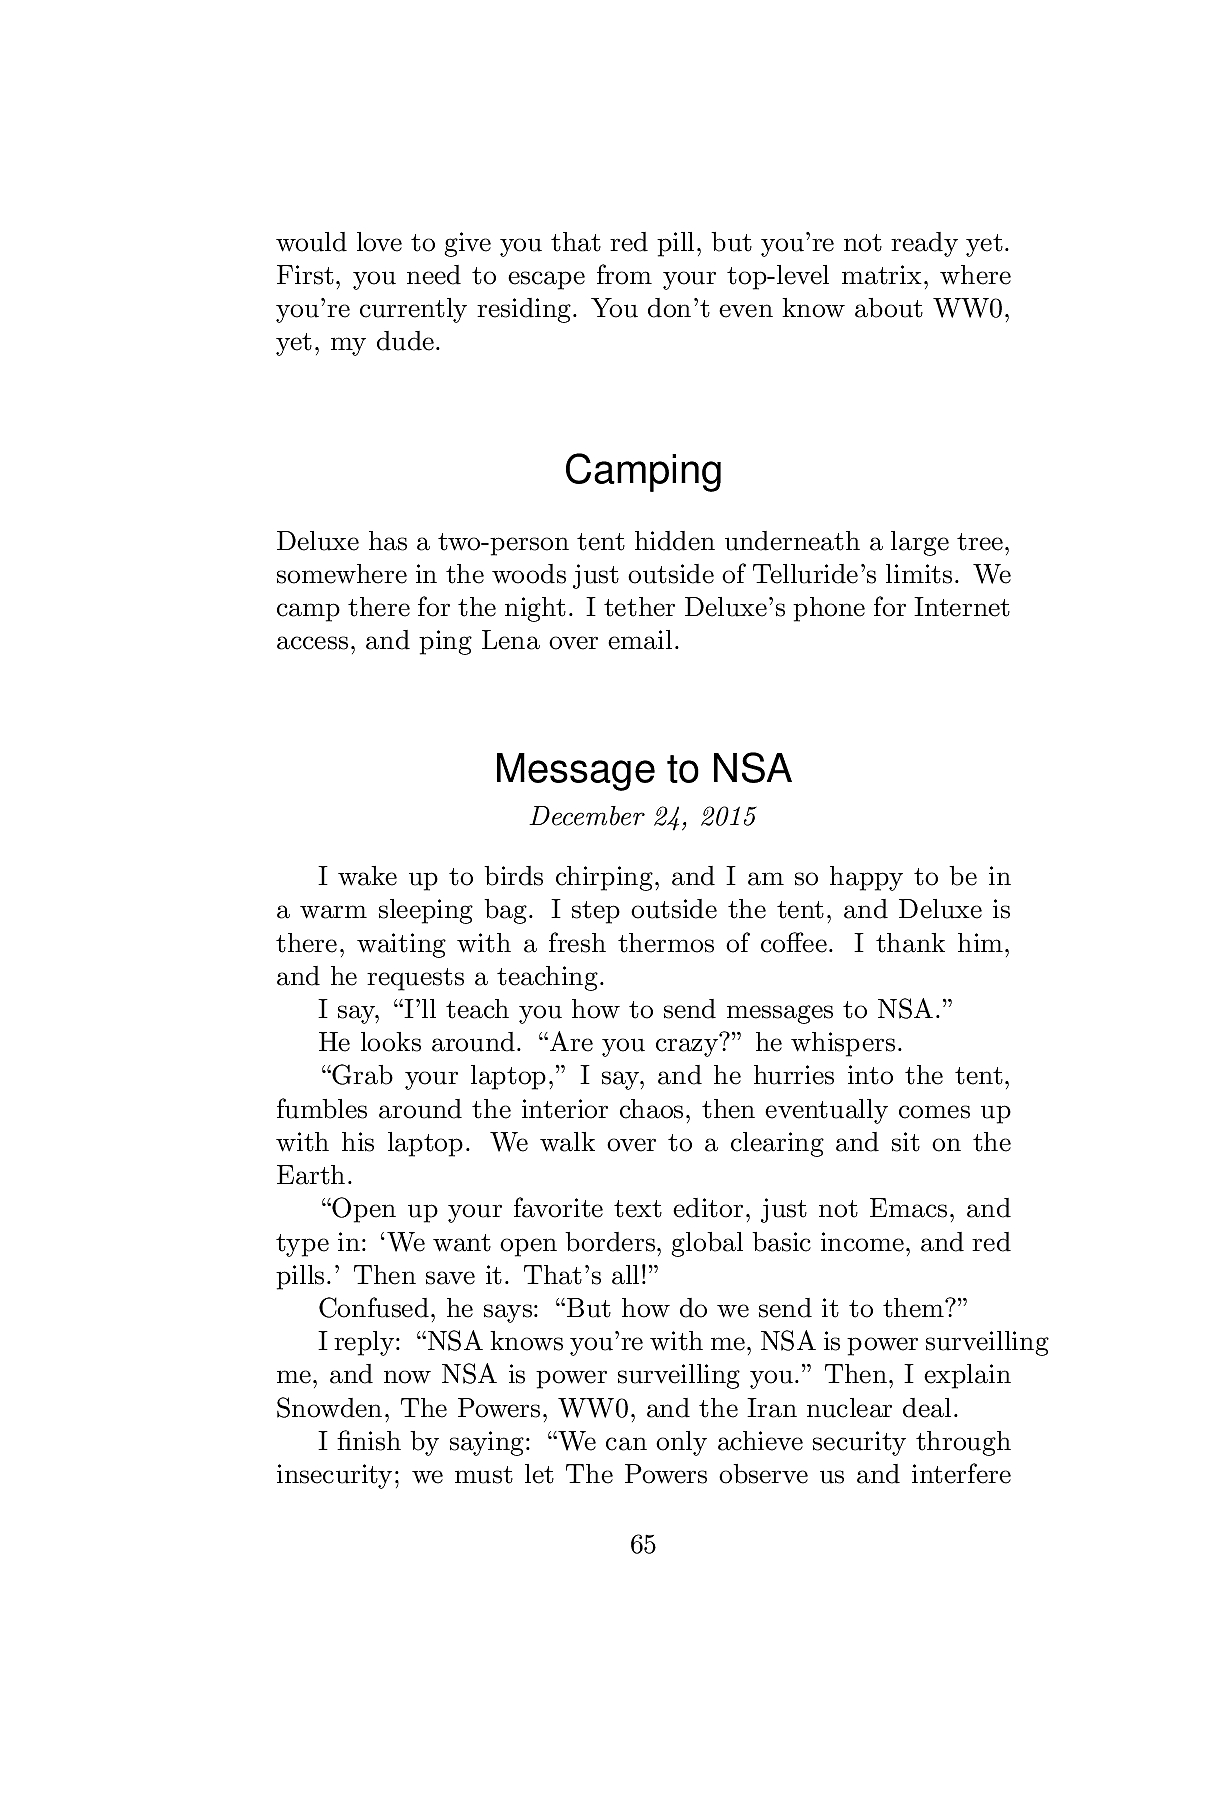 would love to give you that red pill, but you’re not ready yet.
First, you need to escape from your top-level matrix, where
you’re currently residing. You don’t even know about WW0,
yet, my dude.
Camping
Deluxe has a two-person tent hidden underneath a large tree,
somewhere in the woods just outside of Telluride’s limits. We
camp there for the night. I tether Deluxe’s phone for Internet
access, and ping Lena over email.
Message to NSA
December 24, 2015
I wake up to birds chirping, and I am so happy to be in
a warm sleeping bag. I step outside the tent, and Deluxe is
there, waiting with a fresh thermos of coffee. I thank him,
and he requests a teaching.
I say, “I’ll teach you how to send messages to NSA.”
He looks around. “Are you crazy?” he whispers.
“Grab your laptop,” I say, and he hurries into the tent,
fumbles around the interior chaos, then eventually comes up
with his laptop. We walk over to a clearing and sit on the
Earth.
“Open up your favorite text editor, just not Emacs, and
type in: ‘We want open borders, global basic income, and red
pills.’ Then save it. That’s all!”
Confused, he says: “But how do we send it to them?”
I reply: “NSA knows you’re with me, NSA is power surveilling
me, and now NSA is power surveilling you.” Then, I explain
Snowden, The Powers, WW0, and the Iran nuclear deal.
I finish by saying: “We can only achieve security through
insecurity; we must let The Powers observe us and interfere
65